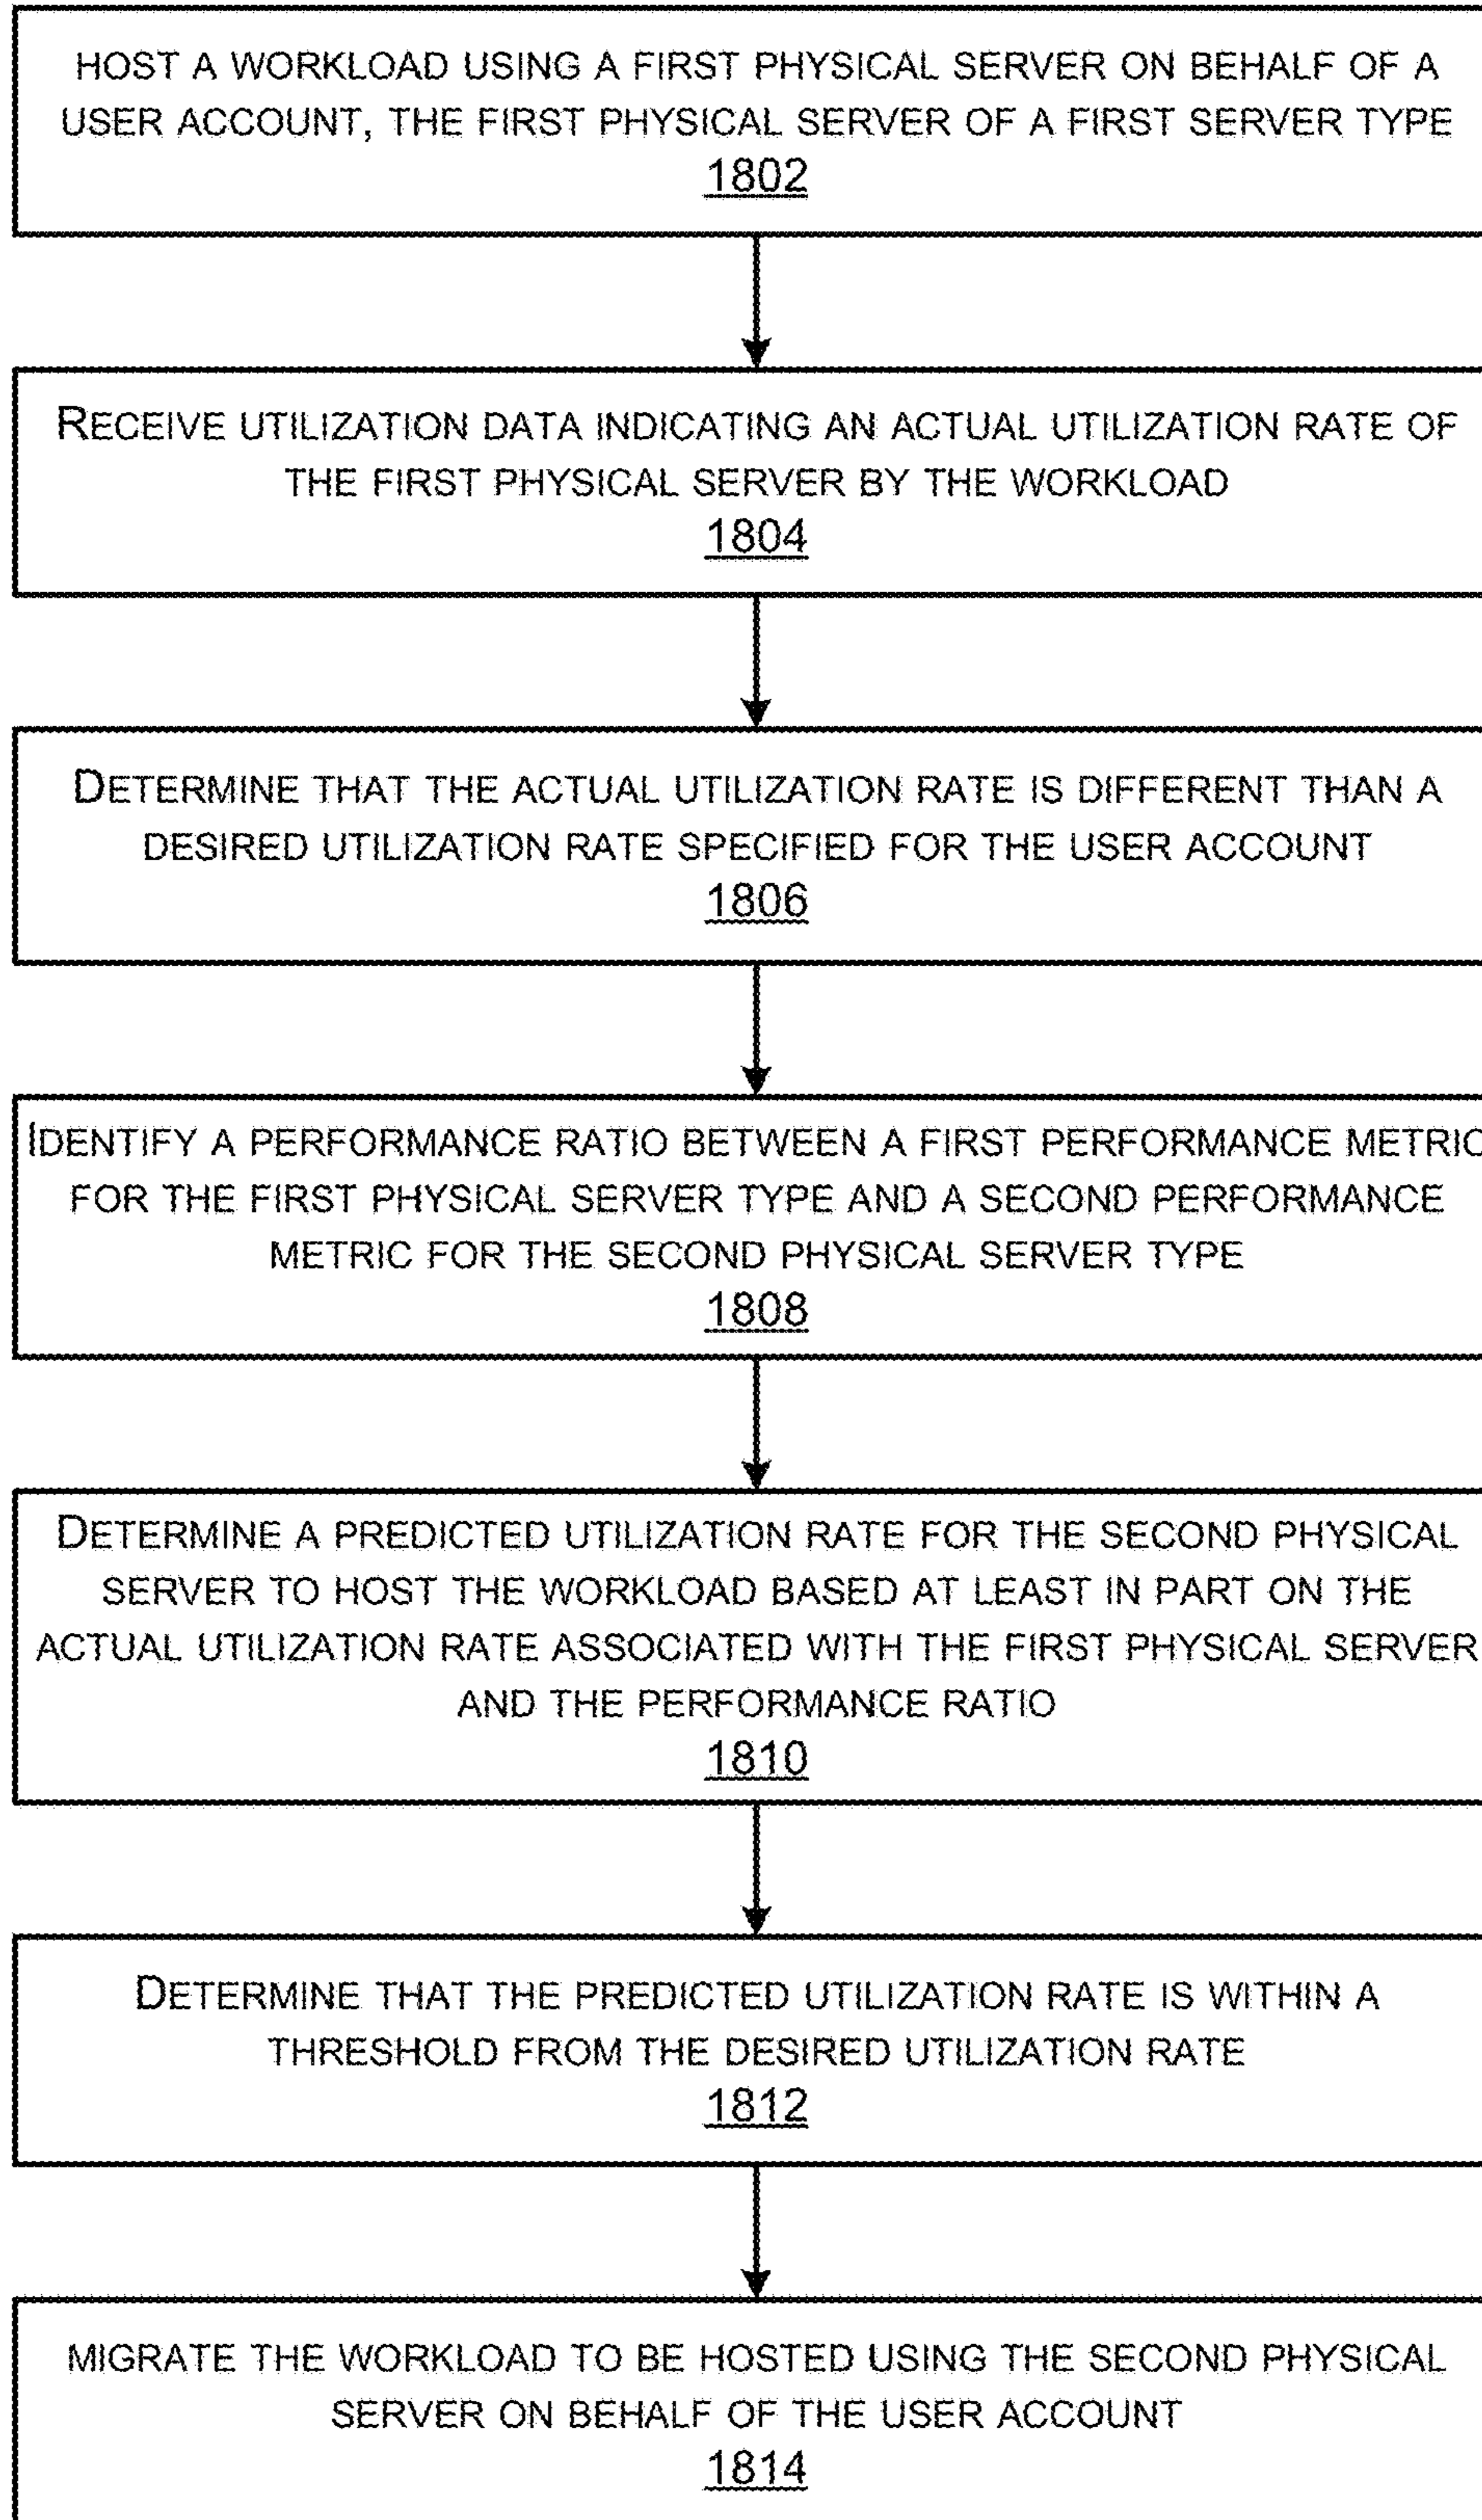 HOST A WORKLOAD USING A FIRST PHYSICAL SERVER ON BEHALF OF A
USER ACCOUNT, THE FIRST PHYSICAL SERVER OF A FIRST SERVER TYPE
1802
RECEIVE UTILIZATION DATA INDICATING AN ACTUAL UTILIZATION RATE OF
THE FIRST PHYSICAL SERVER BY THE WORKLOAD
1804
DETERMINE THAT THE ACTUAL UTILIZATION RATE IS DIFFERENT THAN A
DESIRED UTILIZATION RATE SPECIFIED FOR THE USER ACCOUNT
1806
IDENTIFY A PERFORMANCE RATIO BETWEEN A FIRST PERFORMANCE METRIC
FOR THE FIRST PHYSICAL SERVER TYPE AND A SECOND PERFORMANCE
METRIC FOR THE SECOND PHYSICAL SERVER TYPE
1808
DETERMINE A PREDICTED UTILIZATION RATE FOR THE SECOND PHYSICAL
SERVER TO HOST THE WORKLOAD BASED AT LEAST IN PART ON THE
ACTUAL UTILIZATION RATE ASSOCIATED WITH THE FIRST PHYSICAL SERVER
AND THE PERFORMANCE RATIO
1810
DETERMINE THAT THE PREDICTED UTILIZATION RATE IS WITHIN A
THRESHOLD FROM THE DESIRED UTILIZATION RATE
1812
MIGRATE THE WORKLOAD TO BE HOSTED USING THE SECOND PHYSICAL
SERVER ON BEHALF OF THE USER ACCOUNT
1814